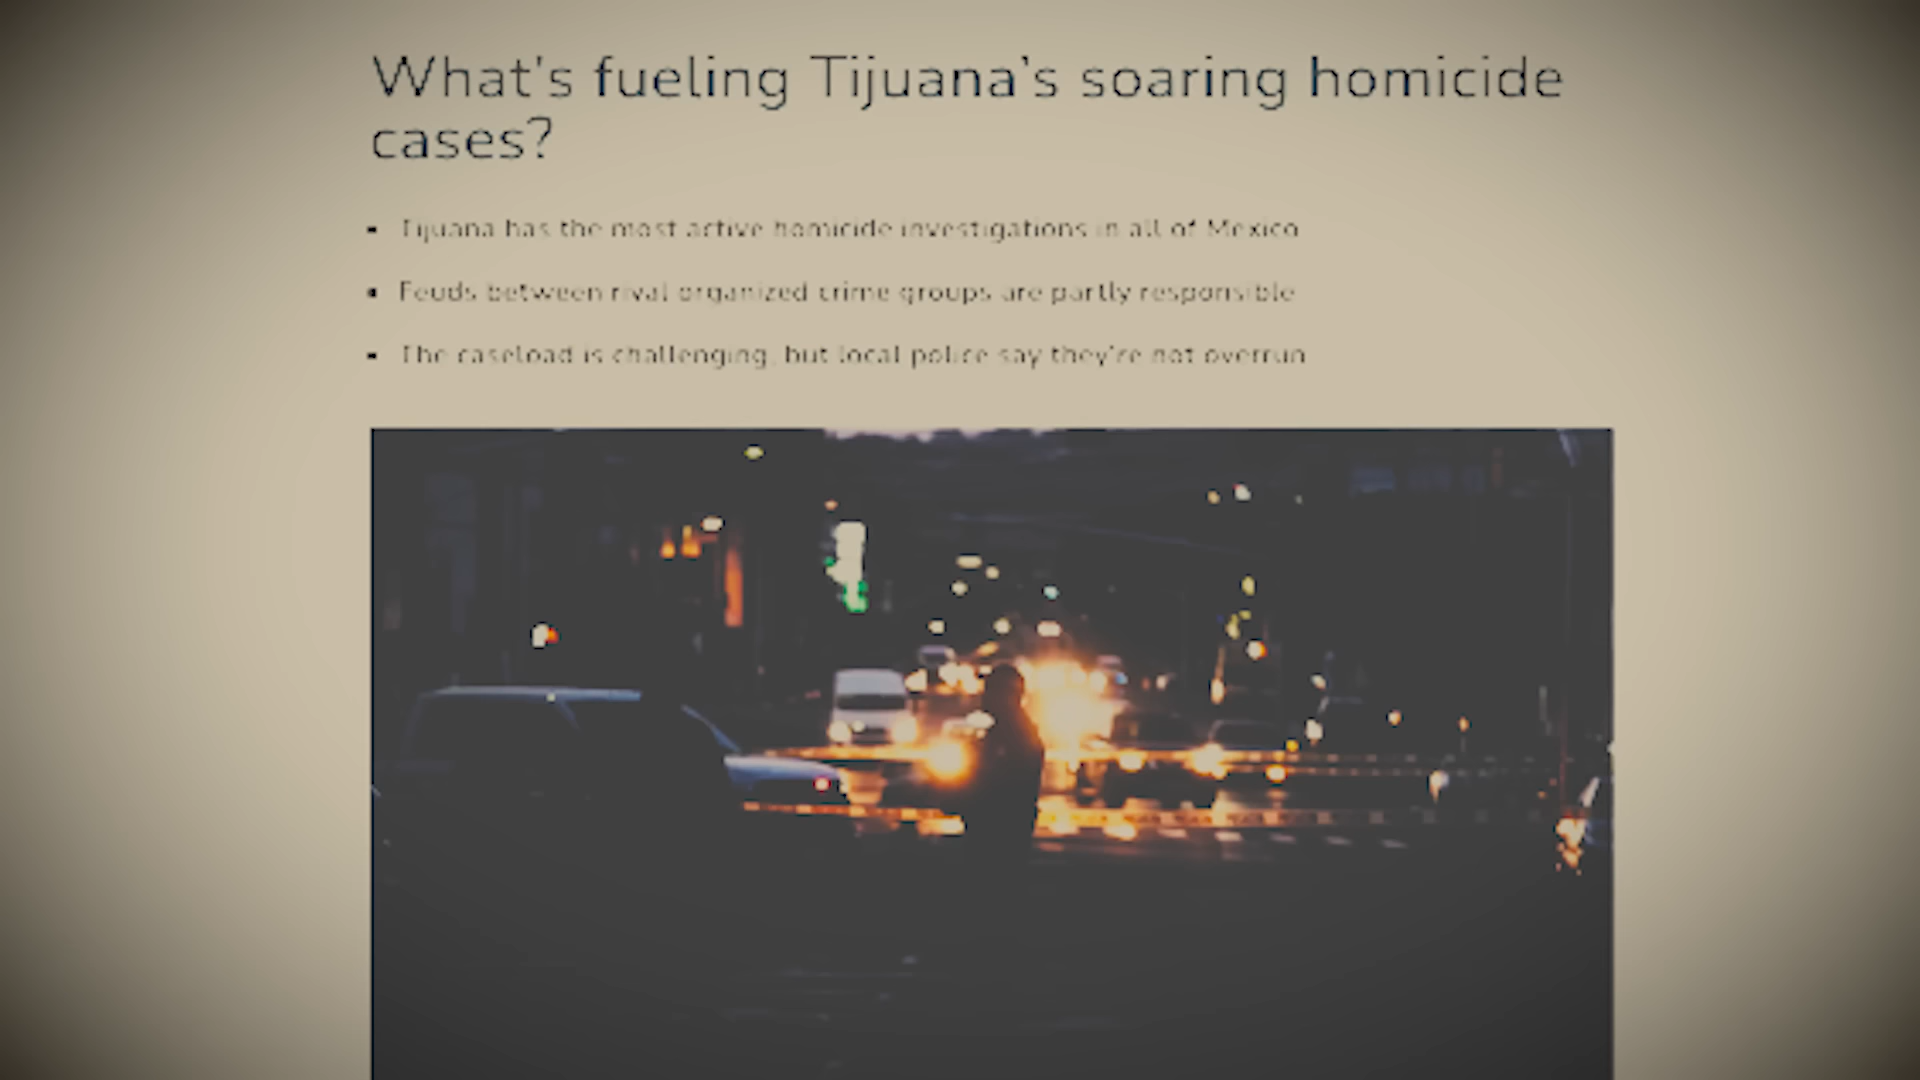 What's fueling Tijuana's soaring homicide
cases?
Tijuana has the most active homicide investigations in all of Mexico
Feuds between rival organized crime groups are partly responsible
The caseload is challenging, but local police say they're not overrun